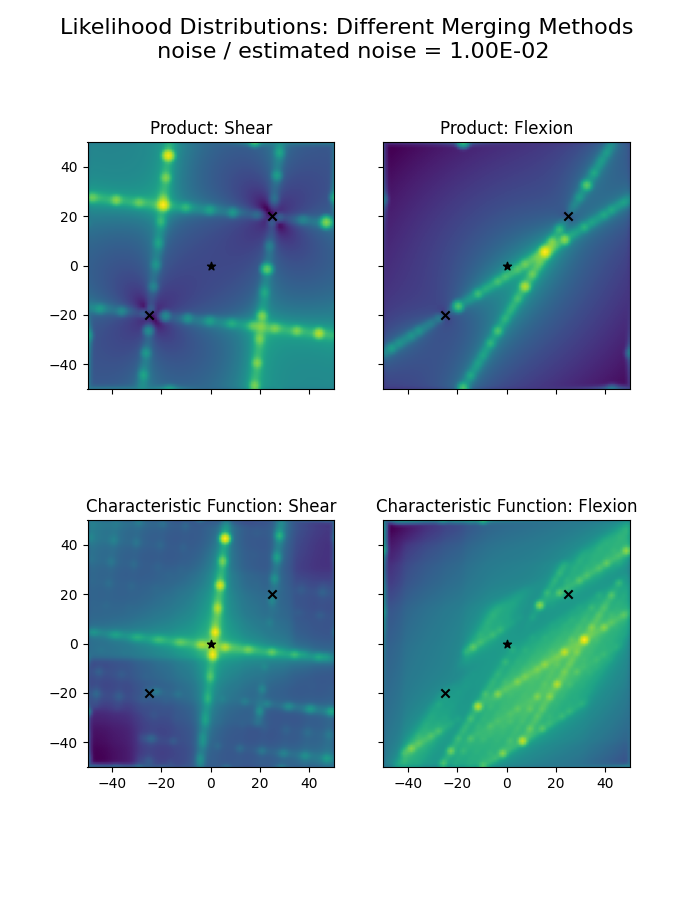 Likelihood Distributions: Different Merging Methods
noise / estimated noise = 1.00E-02
Product: Shear
Product: Flexion
40
20
0
−20
−40
Characteristic Function: Shear
Characteristic Function: Flexion
40
20
0
−20
−40
−40 −20 0 20 40
−40 −20 0 20 40